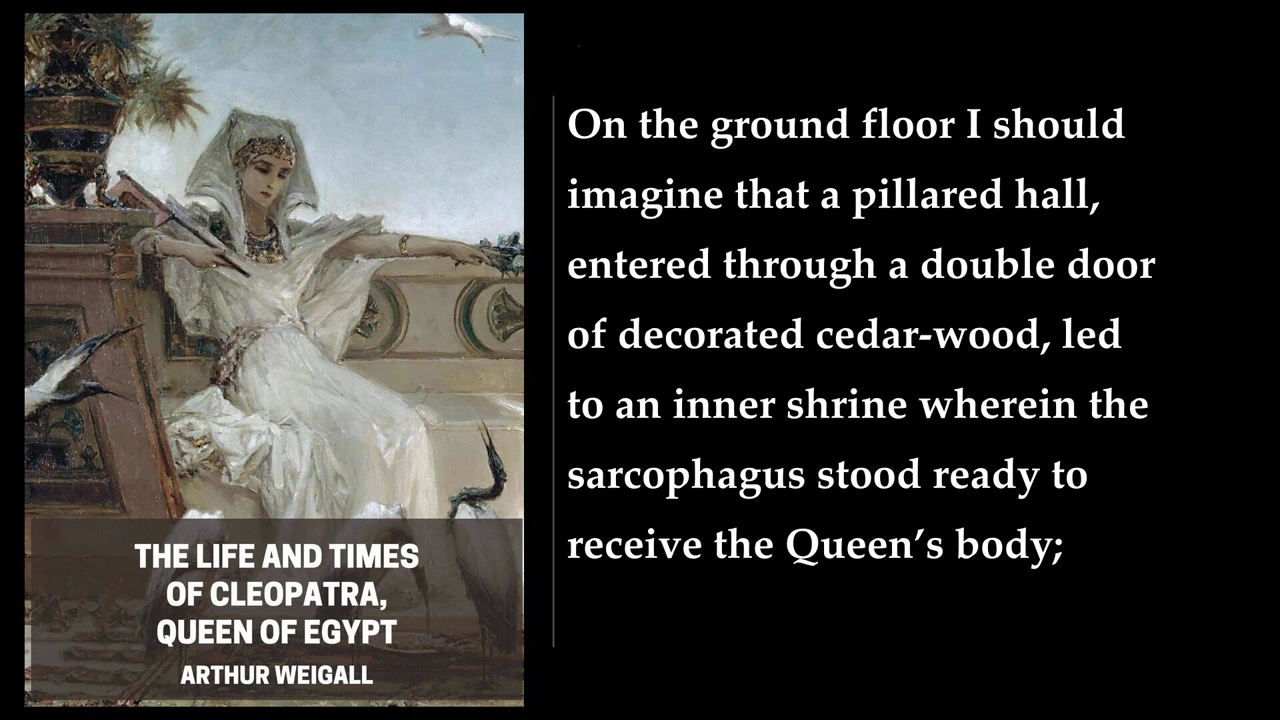 On the ground floor I should
imagine that a pillared hall,
entered through a double door
of decorated cedar-wood, led
to an inner shrine wherein the
sarcophagus stood ready to
receive the Queen’s body;
THE LIFE AND TIMES
OF CLEOPATRA,
QUEEN OF EGYPT
ARTHUR WEIGALL